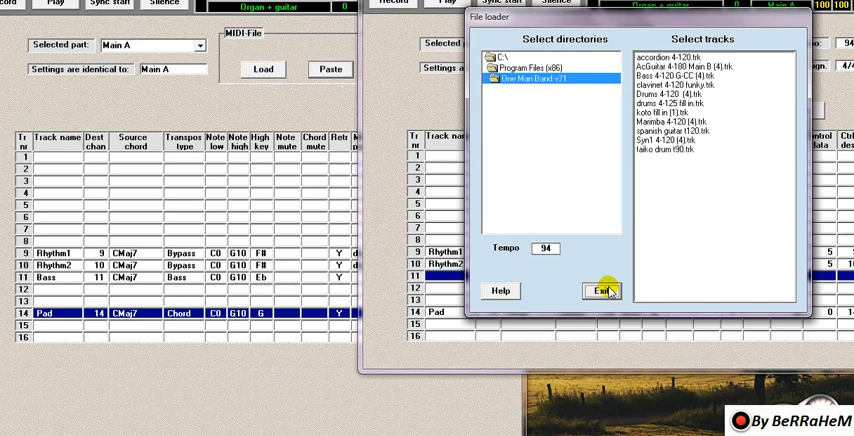 Play
Sync start
Silence
Organ + guitar
0
Record
Play
Sync start
Silence
Organ + guitar
0
Main A
100
100
Selected part:
Main A
Settings are identical to:
Main A
MIDI-File
Load
Paste
Tr nr
Track name
Dest chan
Source chord
Transpos type
Note low
Note high
High key
Note mute
Chord mute
Retr
1
2
3
4
5
6
7
8
9 Rhythm1 9 CMaj7 Bypass C0 G10 F# Y
10 Rhythm2 10 CMaj7 Bypass C0 G10 F# Y
11 Bass 11 CMaj7 Bypass C0 G10 Eb Y
12
13
14 Pad 14 CMaj7 Chord C0 G10 G Y
15
16
Selected
Settings
94
ign.
4/4
Tr nr
Track nam
ontrol data
Ctrl des
1
2
3
4
5
6
7
8
9 Rhythm1 5
10 Rhythm2 5
11
12
13
14 Pad 0
15
16
File loader
Select directories
C:\
Program Files (x86)
One Man Band v71
Tempo
94
Help
Exit
Select tracks
accordion 4-120.trk
AcGuitar 4-180 Main B (4).trk
Bass 4-120 G-CC (4).trk
clavinet 4-120 funky.trk
Drums 4-120 (4).trk
drums 4-125 fill in.trk
koto fill in (1).trk
Marimba 4-120 (4).trk
spanish guitar t120.trk
Syn1 4-120 (4).trk
taiko drum t90.trk
By BeRRaHeM